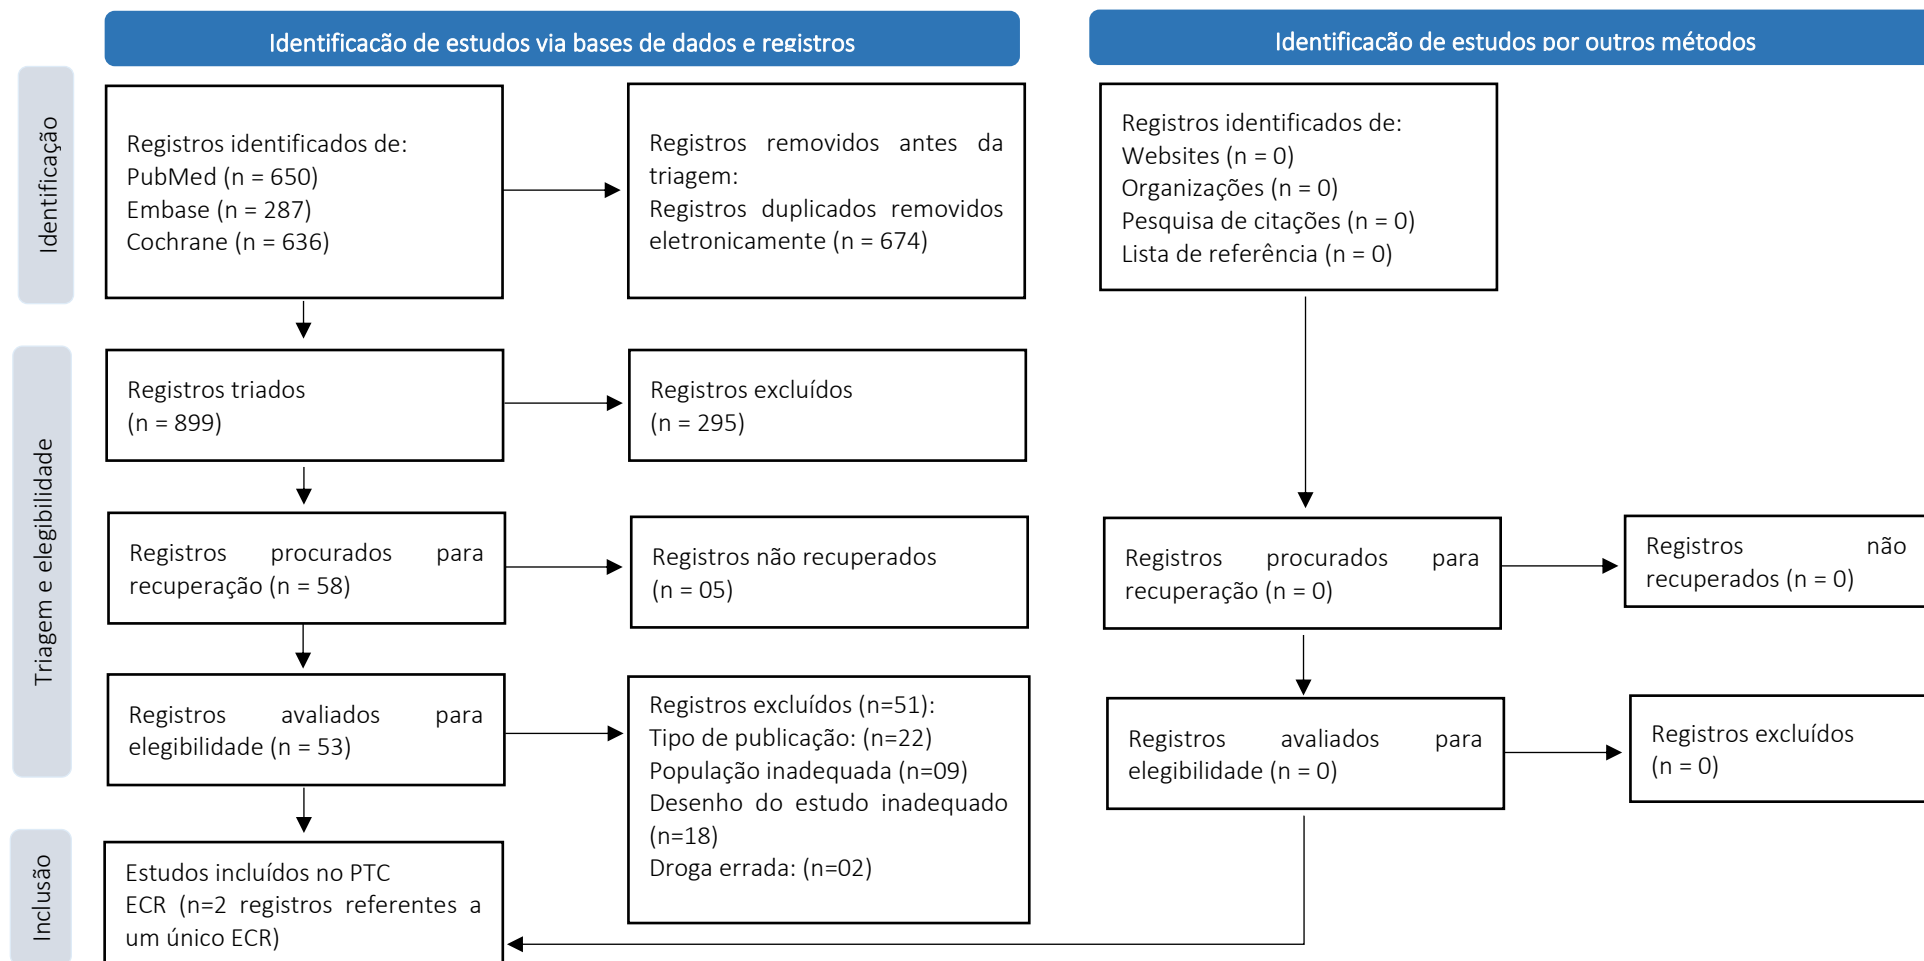 Identificação de estudos via bases de dados e registros
Identificação de estudos por outros métodos
Identificação
Registros identificados de:
PubMed (n = 650)
Embase (n = 287)
Cochrane (n = 636)
Registros removidos antes da
triagem:
Registros duplicados removidos
eletronicamente (n = 674)
Registros identificados de:
Websites (n = 0)
Organizações (n = 0)
Pesquisa de citações (n = 0)
Lista de referência (n = 0)
Triagem e elegibilidade
Registros triados
(n = 899)
Registros excluídos
(n = 295)
Registros procurados para
recuperação (n = 58)
Registros não recuperados
(n = 05)
Registros procurados para
recuperação (n = 0)
Registros não
recuperados (n = 0)
Registros avaliados para
elegibilidade (n = 53)
Registros excluídos (n=51):
Tipo de publicação: (n=22)
População inadequada (n=09)
Desenho do estudo inadequado
(n=18)
Droga errada: (n=02)
Registros avaliados para
elegibilidade (n = 0)
Registros excluídos
(n = 0)
Inclusão
Estudos incluídos no PTC
ECR (n=2 registros referentes a
um único ECR)